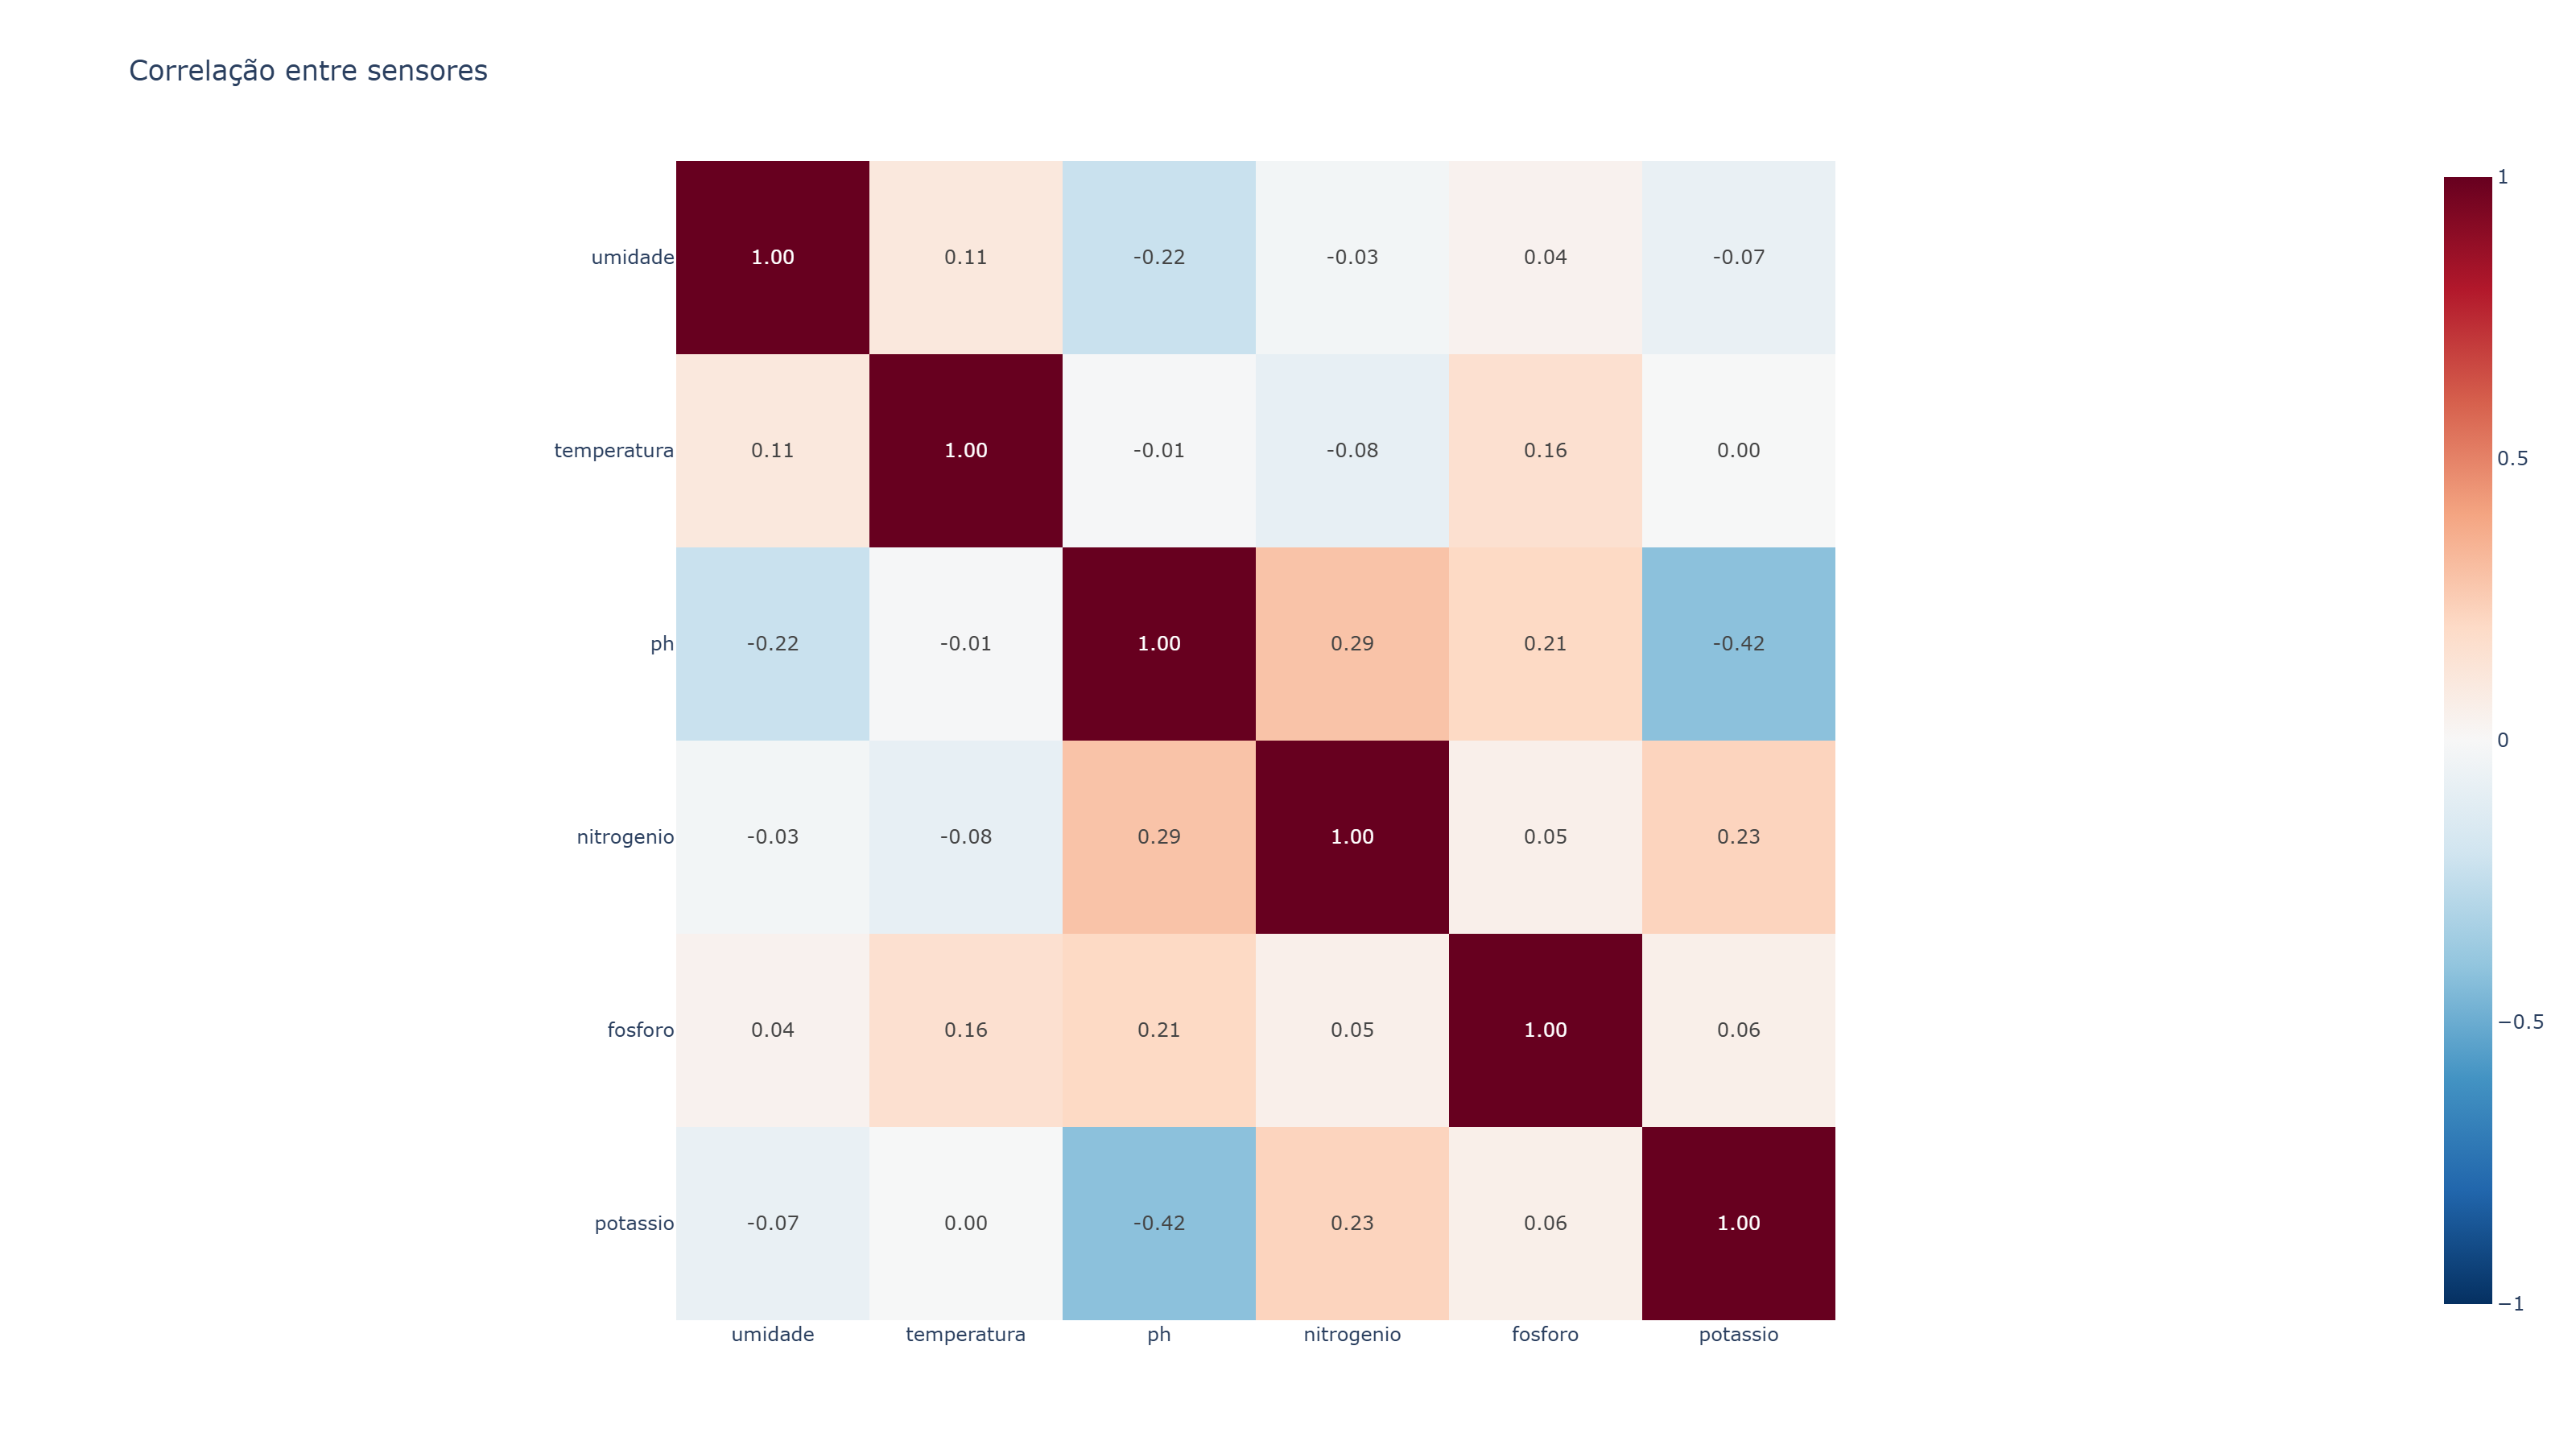 Correlação entre sensores
umidade 1.00 0.11 -0.22 -0.03 0.04 -0.07
temperatura 0.11 1.00 -0.01 -0.08 0.16 0.00
ph -0.22 -0.01 1.00 0.29 0.21 -0.42
nitrogenio -0.03 -0.08 0.29 1.00 0.05 0.23
fosforo 0.04 0.16 0.21 0.05 1.00 0.06
potassio -0.07 0.00 -0.42 0.23 0.06 1.00
umidade temperatura ph nitrogenio fosforo potassio
1
0.5
0
−0.5
−1